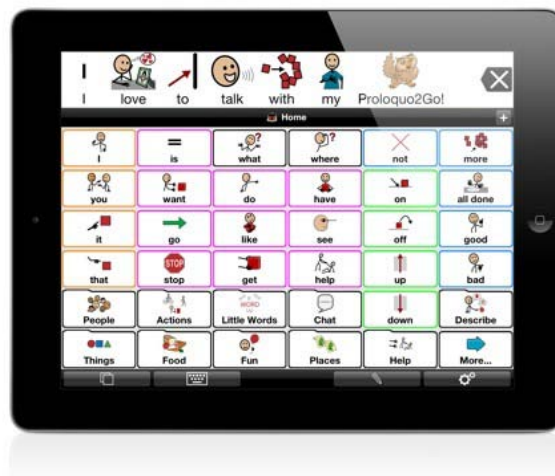 I love to talk with my Proloquo2Go!
Home
I is what where not more
you want do have on all done
it go like see off good
that STOP stop get help up bad
People Actions WORD Little Words Chat down Describe
Things Food Fun Places Help More...